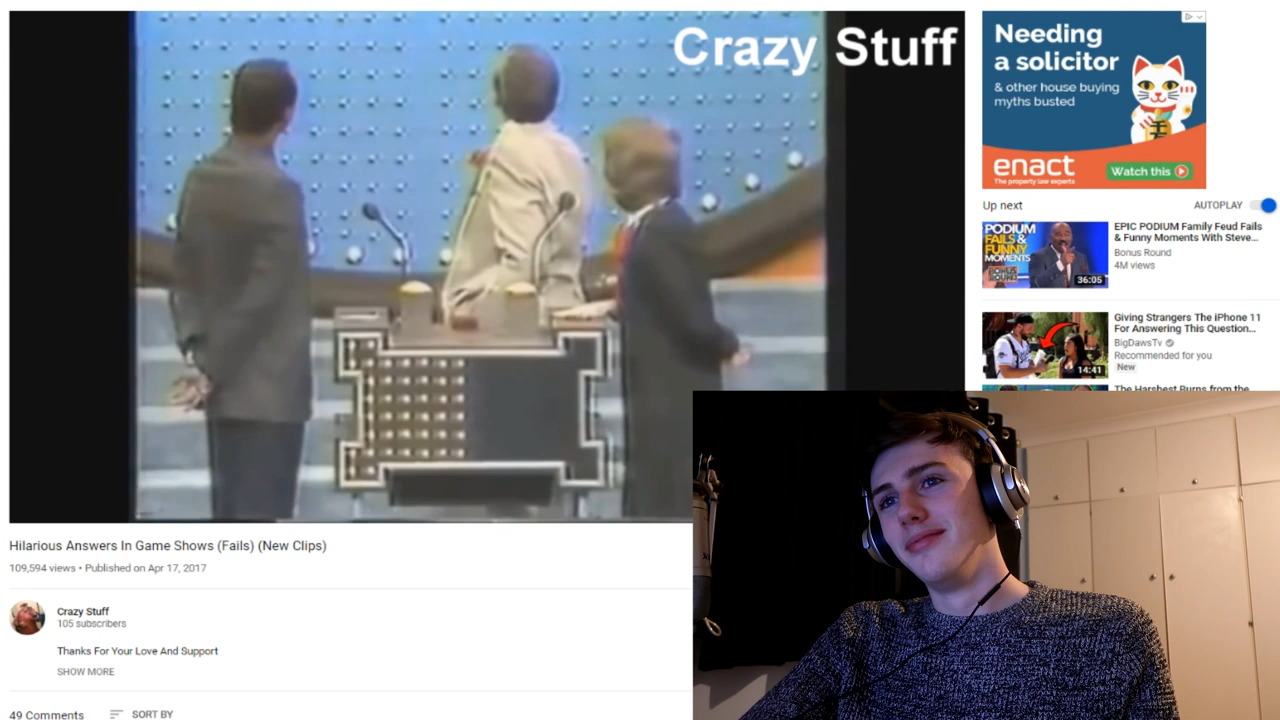 Crazy Stuff
Needing
a solicitor
& other house buying
myths busted
enact
The property law experts
Watch this
Up next
AUTOPLAY
PODIUM
FAILS &
FUNNY
MOMENTS
36:05
EPIC PODIUM Family Feud Fails
& Funny Moments With Steve...
Bonus Round
4M views
14:41
Giving Strangers The iPhone 11
For Answering This Question...
BigDawsTv
Recommended for you
New
The Harshest Burns from the
Hilarious Answers In Game Shows (Fails) (New Clips)
109,594 views • Published on Apr 17, 2017
Crazy Stuff
105 subscribers
Thanks For Your Love And Support
SHOW MORE
49 Comments
SORT BY